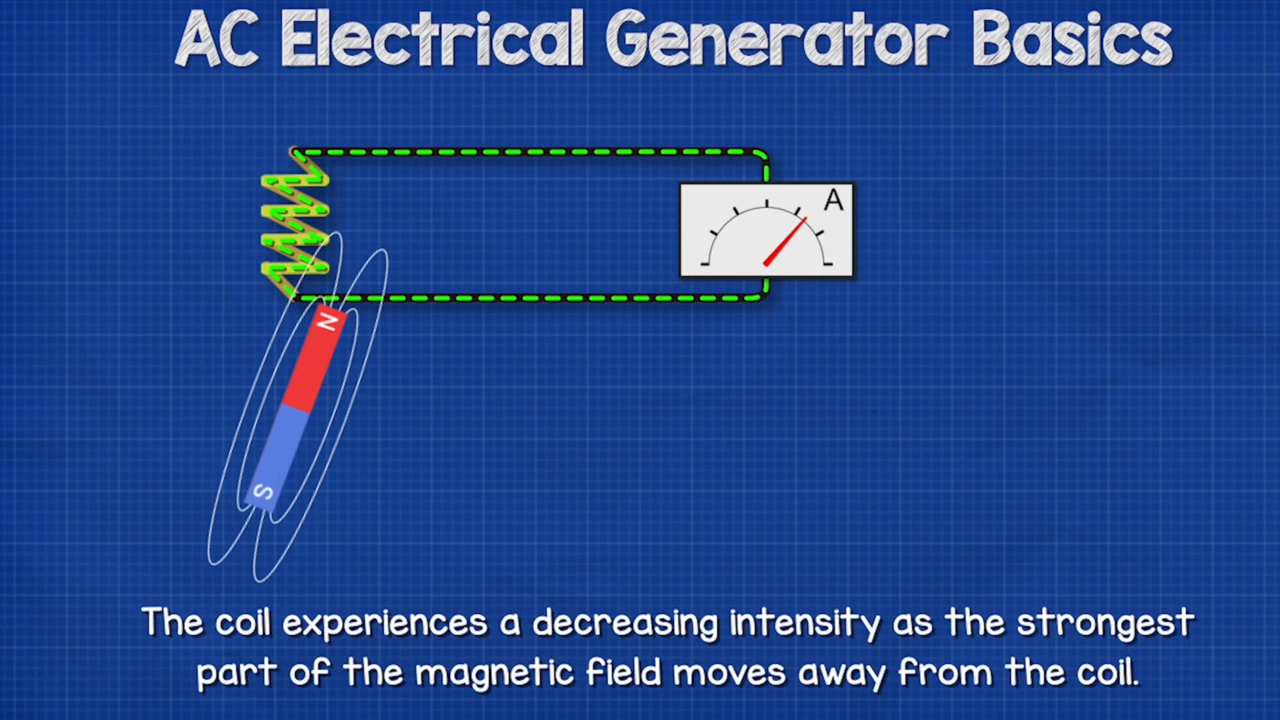 AC Electrical Generator Basics
A
N
S
The coil experiences a decreasing intensity as the strongest
part of the magnetic field moves away from the coil.